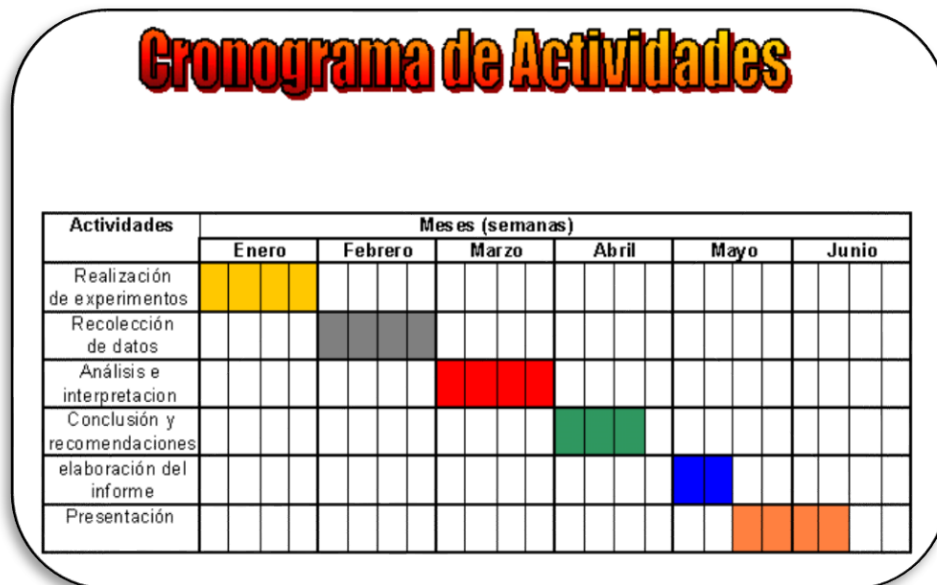 Cronograma de Actividades
Actividades
Meses (semanas)
Enero Febrero Marzo Abril Mayo Junio
Realización
de experimentos
Recolección
de datos
Análisis e
interpretacion
Conclusión y
recomendaciones
elaboración del
informe
Presentación